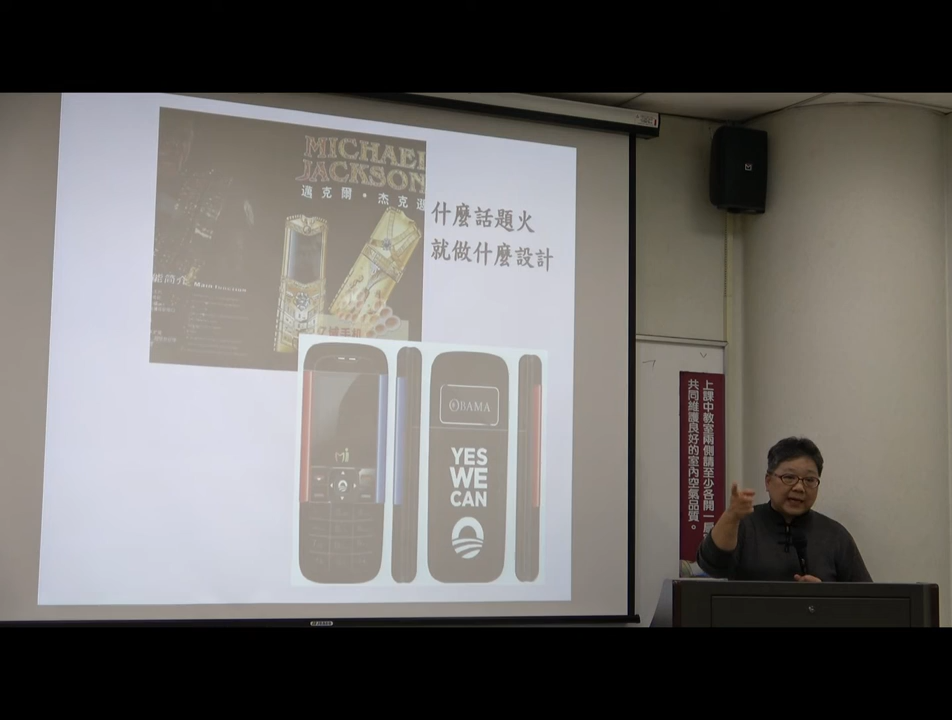 MICHAEL
JACKSON
邁克爾·杰克遜
什麼話題火
就做什麼設計
Main Function
OBAMA
YES
WE
CAN
上課中教室兩側請至少各開一扇
共同維護良好的室內空氣品質。